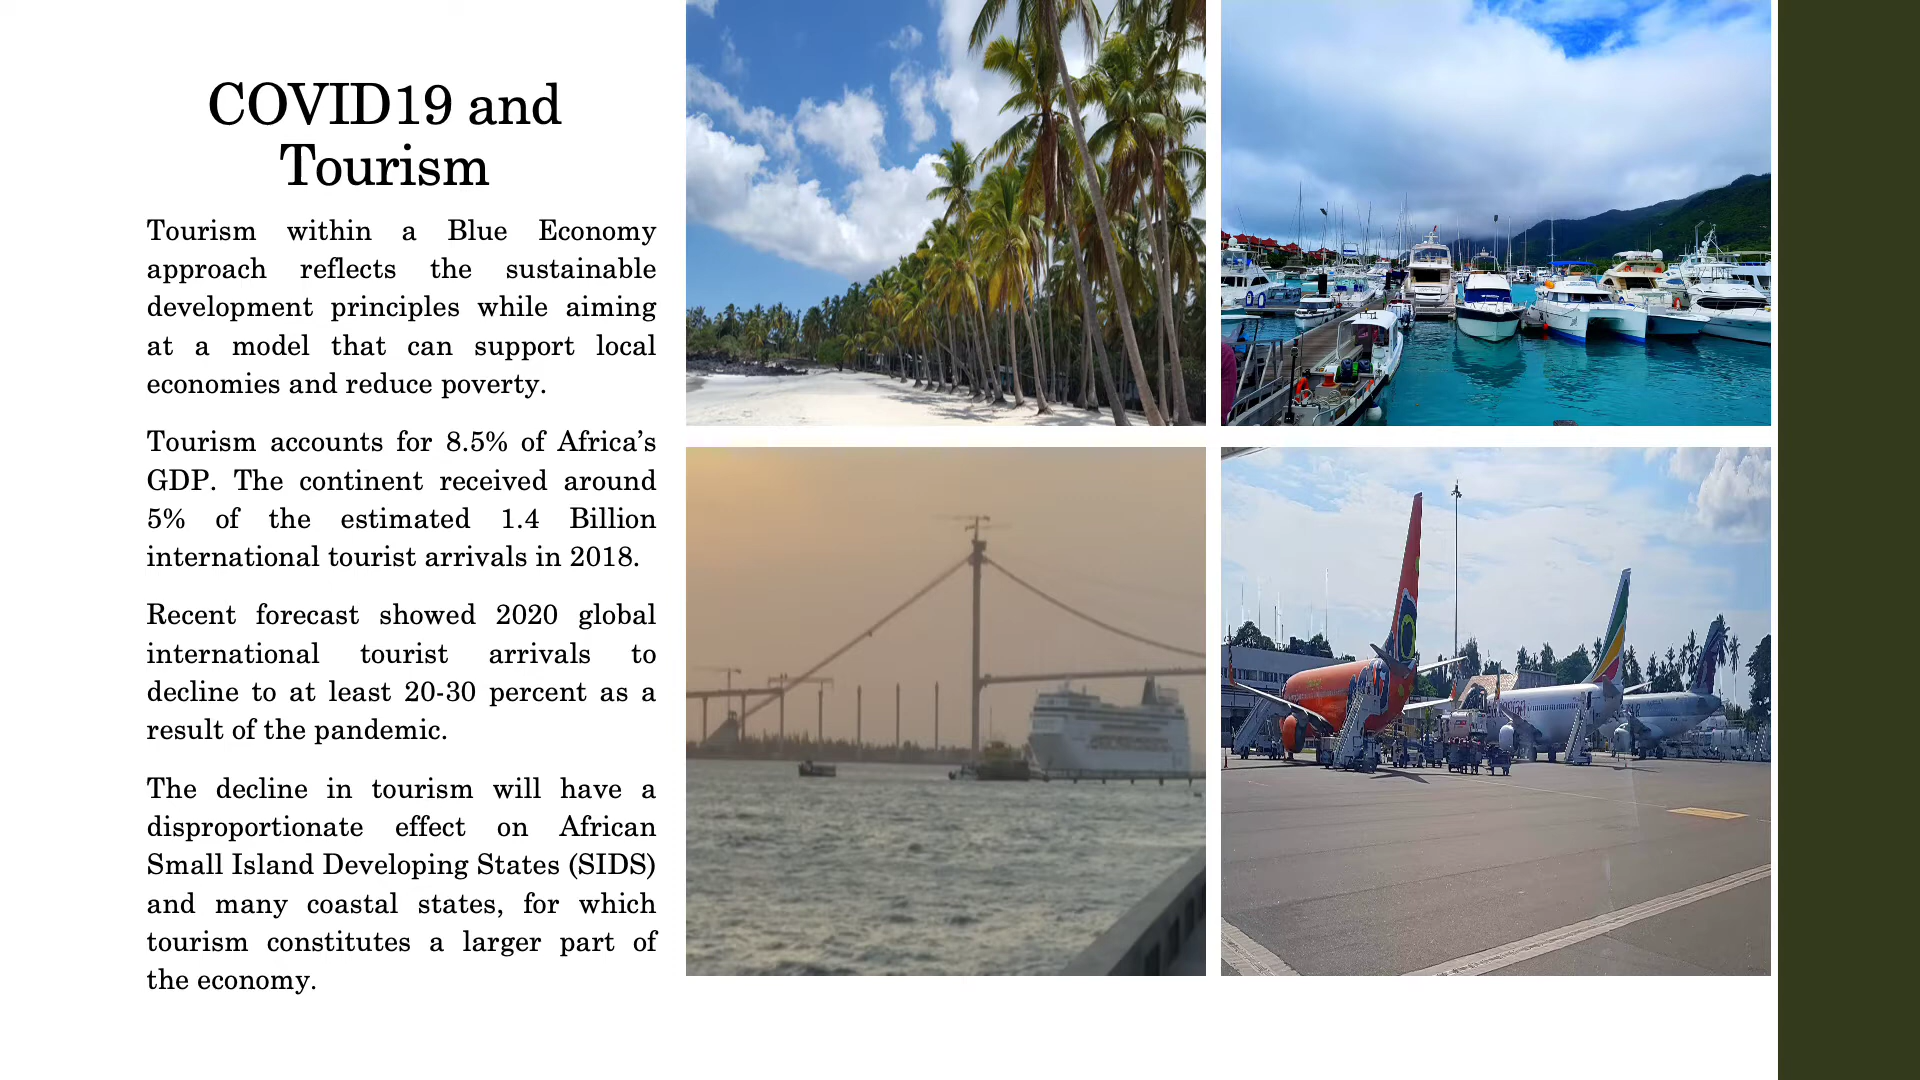 COVID19 and
Tourism
Tourism within a Blue Economy
approach reflects the sustainable
development principles while aiming
at a model that can support local
economies and reduce poverty.
Tourism accounts for 8.5% of Africa’s
GDP. The continent received around
5% of the estimated 1.4 Billion
international tourist arrivals in 2018.
Recent forecast showed 2020 global
international tourist arrivals to
decline to at least 20-30 percent as a
result of the pandemic.
The decline in tourism will have a
disproportionate effect on African
Small Island Developing States (SIDS)
and many coastal states, for which
tourism constitutes a larger part of
the economy.